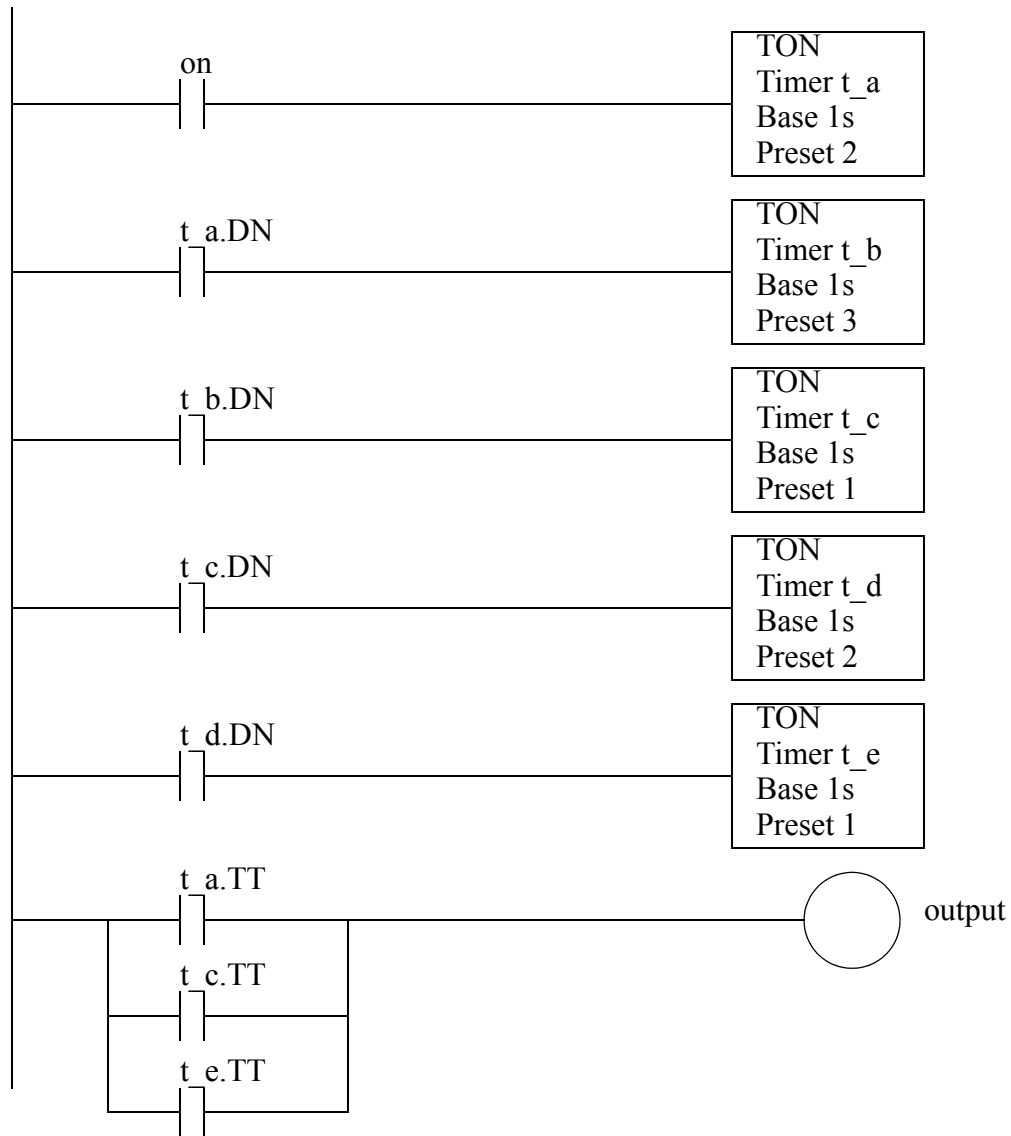 on
TON
Timer t_a
Base 1s
Preset 2
t_a.DN
TON
Timer t_b
Base 1s
Preset 3
t_b.DN
TON
Timer t_c
Base 1s
Preset 1
t_c.DN
TON
Timer t_d
Base 1s
Preset 2
t_d.DN
TON
Timer t_e
Base 1s
Preset 1
t_a.TT
output
t_c.TT
t_e.TT